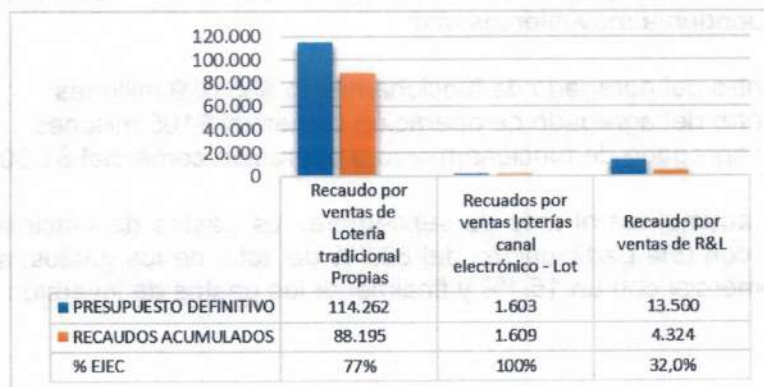 120.000
100.000
80.000
60.000
40.000
20.000
0
Recaudo por ventas de Lotería tradicional Propias
Recuados por ventas loterías canal electrónico - Lot
Recaudo por ventas de R&L
PRESUPUESTO DEFINITIVO 114.262 1.603 13.500
RECAUDOS ACUMULADOS 88.195 1.609 4.324
% EJEC 77% 100% 32,0%